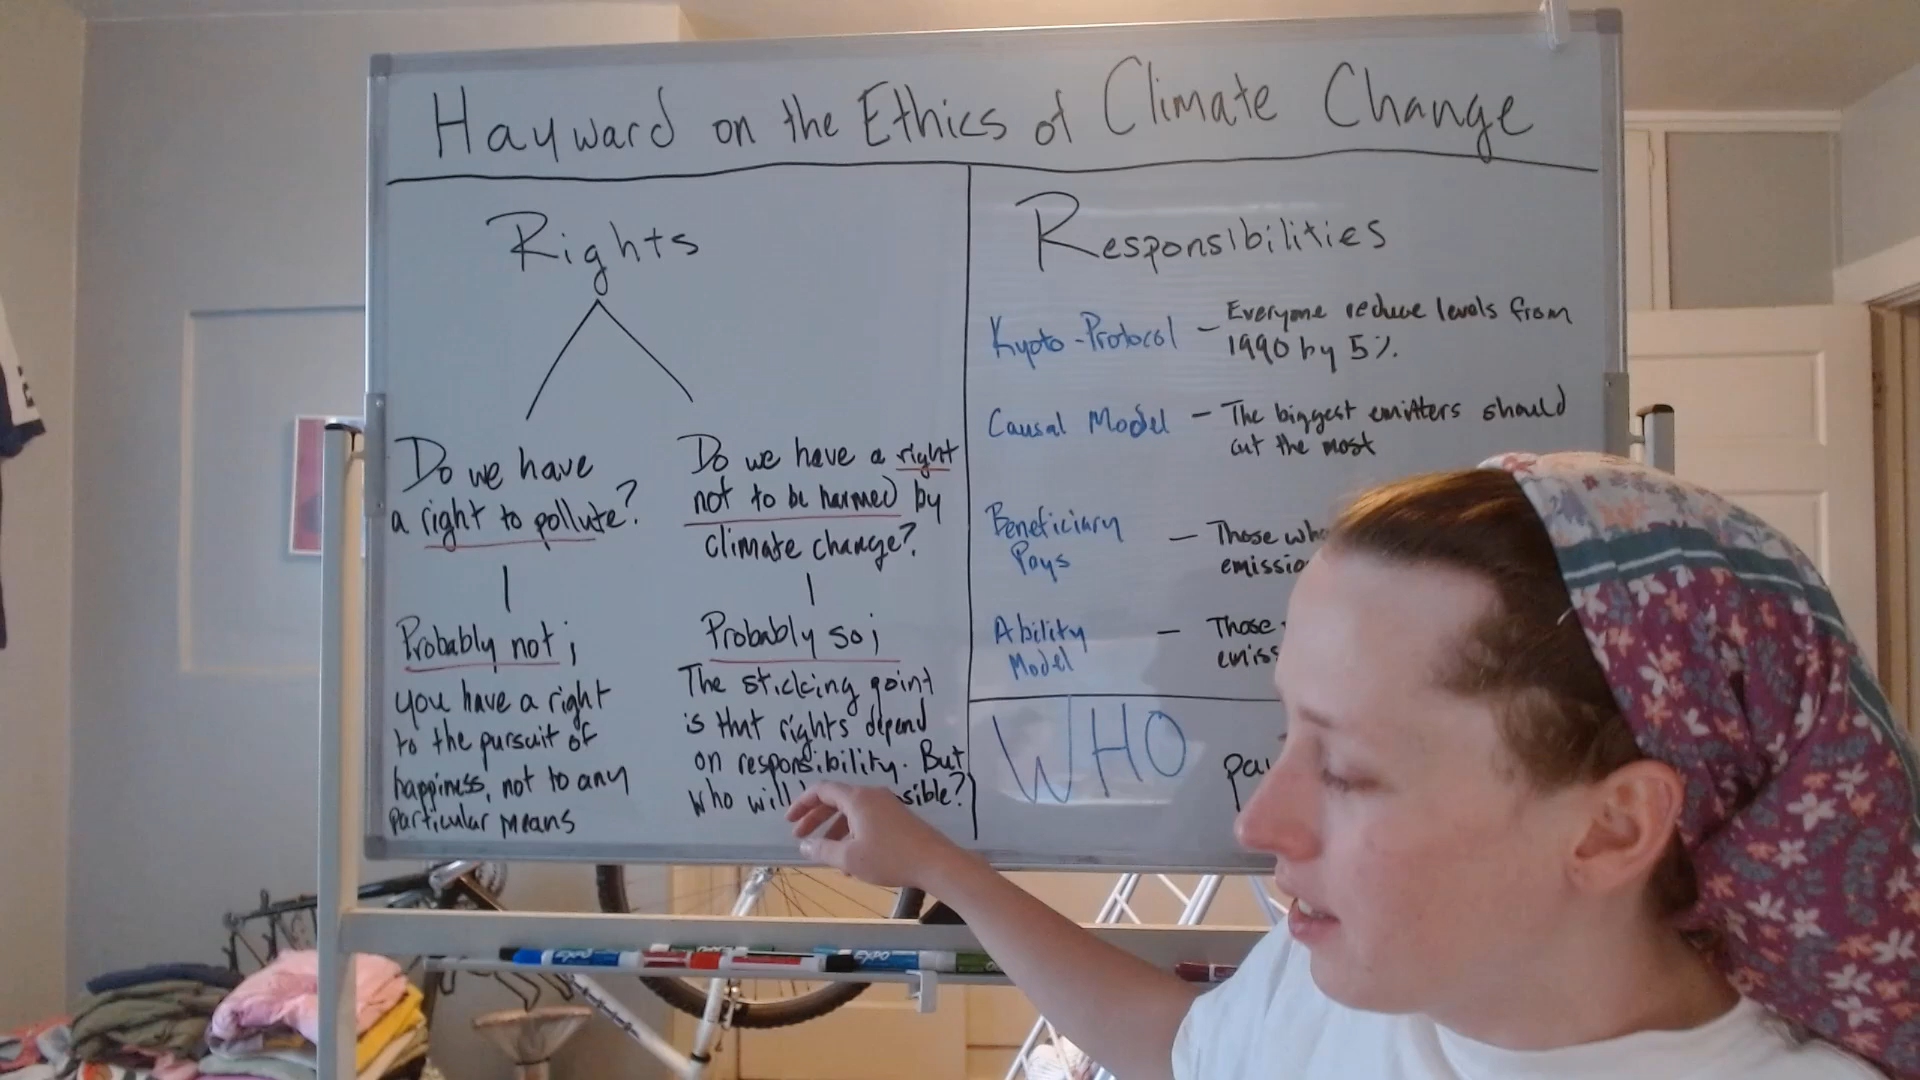 Hayward on the Ethics of Climate Change
Rights
Do we have
a right to pollute?
Probably not;
you have a right
to the pursuit of
happiness, not to any
particular means
Do we have a right
not to be harmed by
climate change?
Probably so;
The sticking point
is that rights depend
on responsibility. But
who will
Responsibilities
Kyoto-Protocol – Everyone reduce levels from
1990 by 5%.
Causal Model – The biggest emitters should
cut the most
Beneficiary
Pays
– Those
Ability
Model
– Those
WHO
EXPO